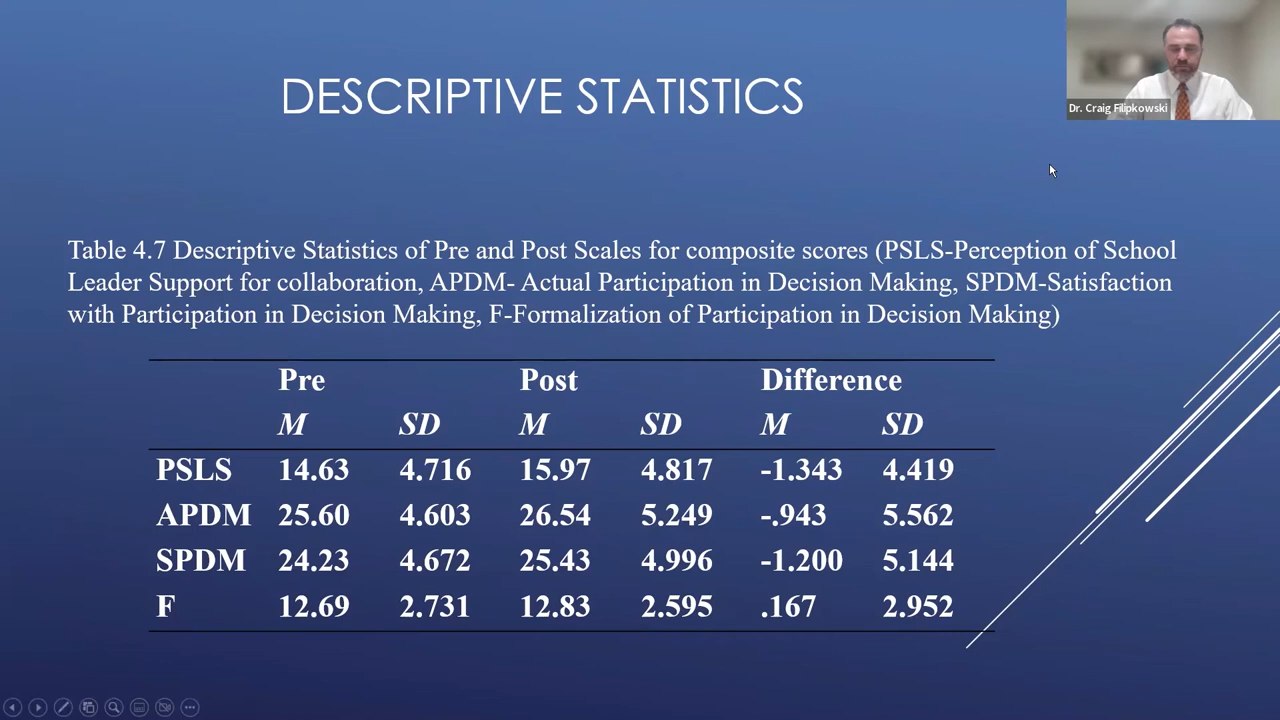 DESCRIPTIVE STATISTICS
Dr. Craig Filipkowski
Table 4.7 Descriptive Statistics of Pre and Post Scales for composite scores (PSLS-Perception of School
Leader Support for collaboration, APDM- Actual Participation in Decision Making, SPDM-Satisfaction
with Participation in Decision Making, F-Formalization of Participation in Decision Making)
Pre Post Difference
M SD M SD M SD
PSLS 14.63 4.716 15.97 4.817 -1.343 4.419
APDM 25.60 4.603 26.54 5.249 -.943 5.562
SPDM 24.23 4.672 25.43 4.996 -1.200 5.144
F 12.69 2.731 12.83 2.595 .167 2.952